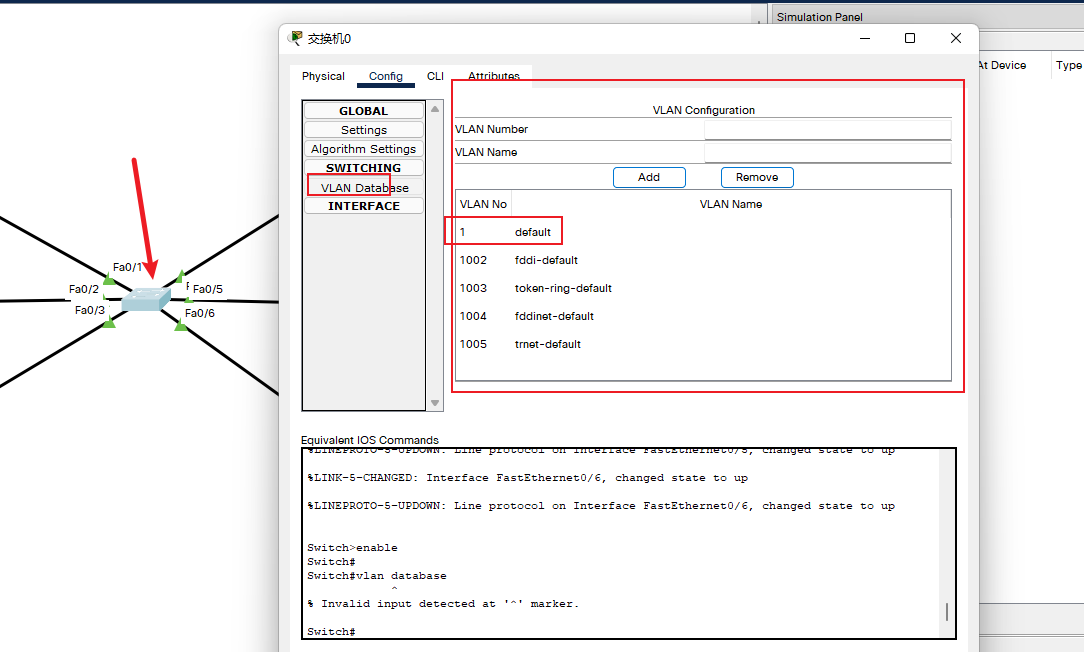 Simulation Panel
交换机0
At Device
Type
Physical
Config
CLI
Attributes
GLOBAL
Settings
Algorithm Settings
SWITCHING
VLAN Database
INTERFACE
VLAN Configuration
VLAN Number
VLAN Name
Add
Remove
VLAN No
VLAN Name
1 default
1002 fddi-default
1003 token-ring-default
1004 fddinet-default
1005 trnet-default
Fa0/1
Fa0/2
Fa0/3
F
Fa0/5
Fa0/6
Equivalent IOS Commands
%LINEPROTO-5-UPDOWN: Line protocol on Interface FastEthernet0/5, changed state to up
%LINK-5-CHANGED: Interface FastEthernet0/6, changed state to up
%LINEPROTO-5-UPDOWN: Line protocol on Interface FastEthernet0/6, changed state to up
Switch>enable
Switch#
Switch#vlan database
^
% Invalid input detected at '^' marker.
Switch#